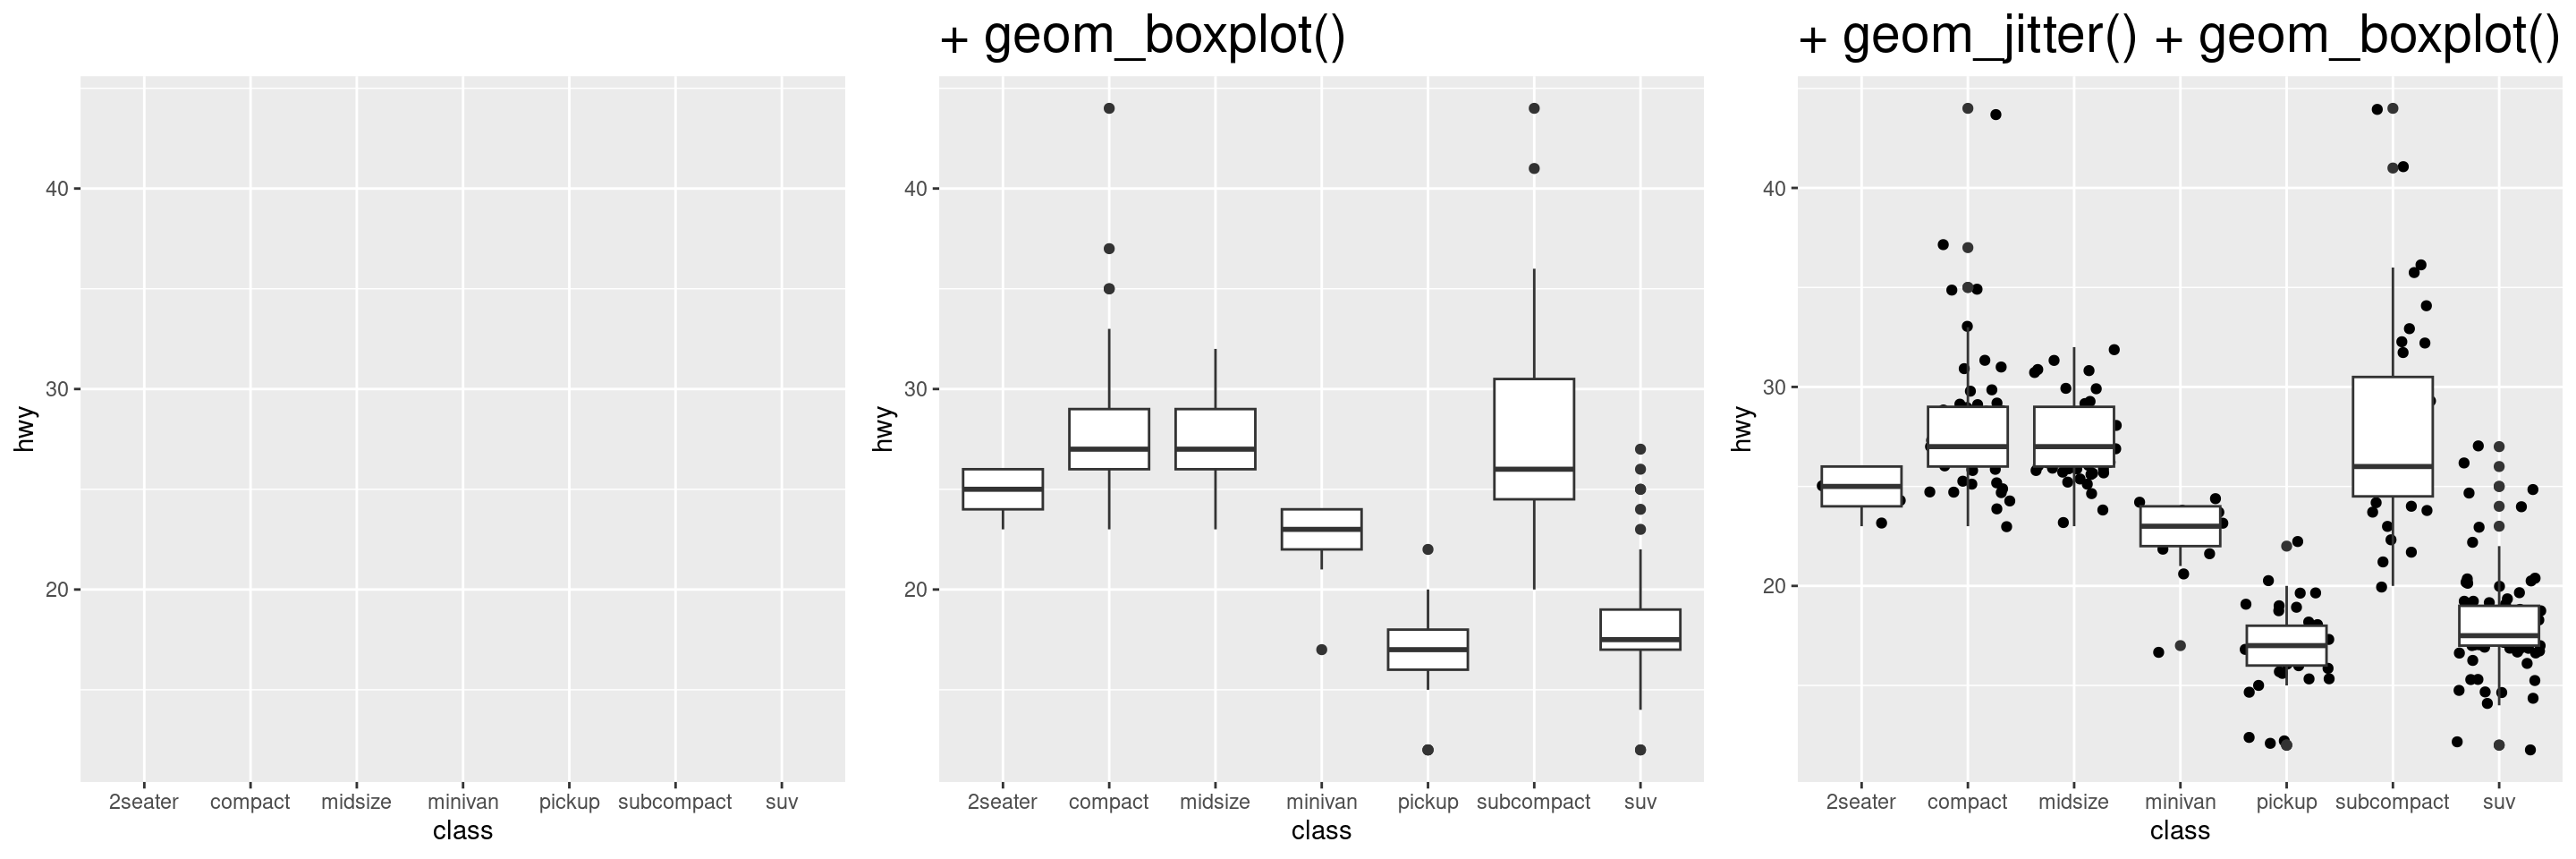 + geom_boxplot()
+ geom_jitter() + geom_boxplot()
hwy
40
30
20
2seater compact midsize minivan pickup subcompact suv
class
hwy
40
30
20
2seater compact midsize minivan pickup subcompact suv
class
hwy
40
30
20
2seater compact midsize minivan pickup subcompact suv
class